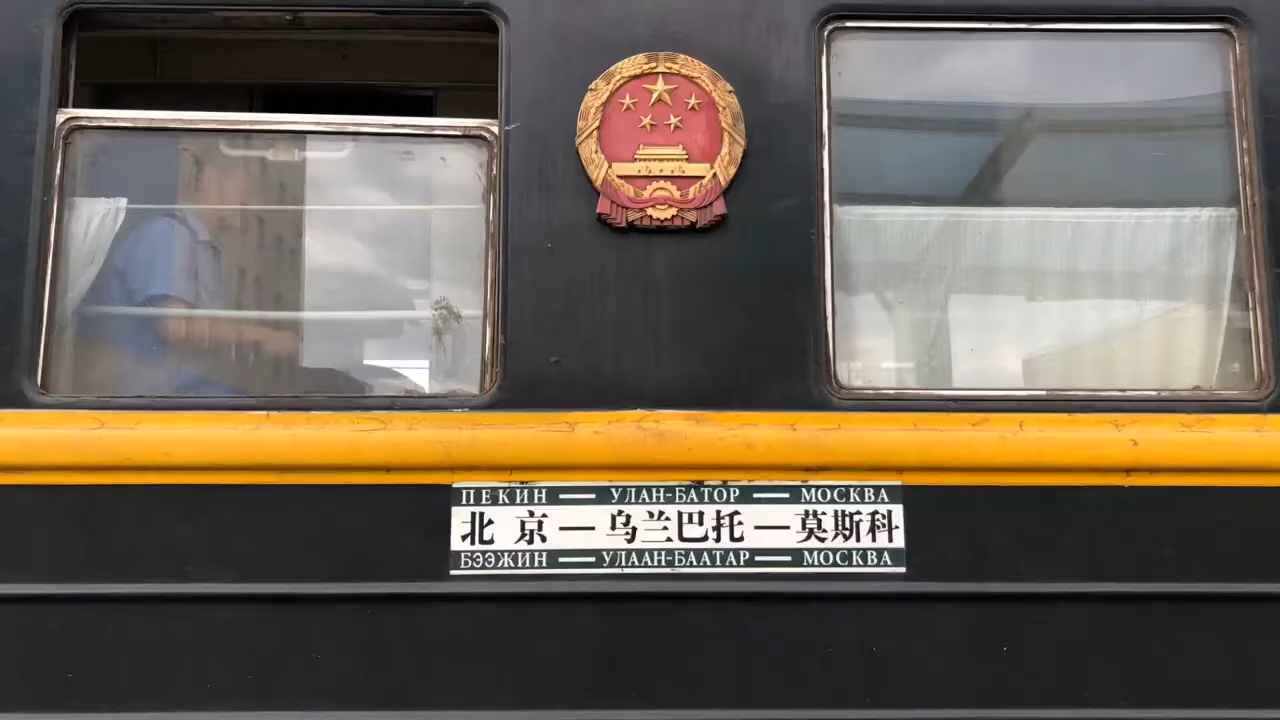 ПЕКИН — УЛАН-БАТОР — МОСКВА
北京—乌兰巴托—莫斯科
БЭЭЖИН — УЛААН-БААТАР — МОСКВА